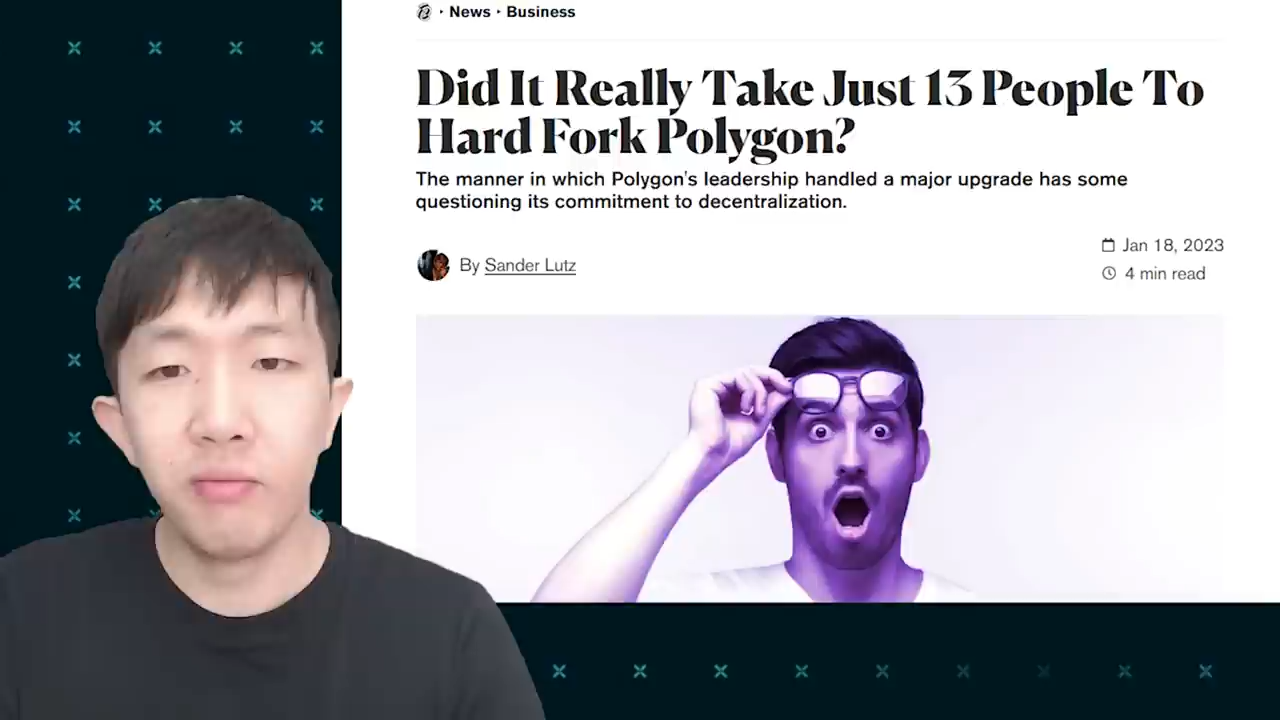 · News · Business
Did It Really Take Just 13 People To
Hard Fork Polygon?
The manner in which Polygon's leadership handled a major upgrade has some
questioning its commitment to decentralization.
By Sander Lutz
Jan 18, 2023
4 min read